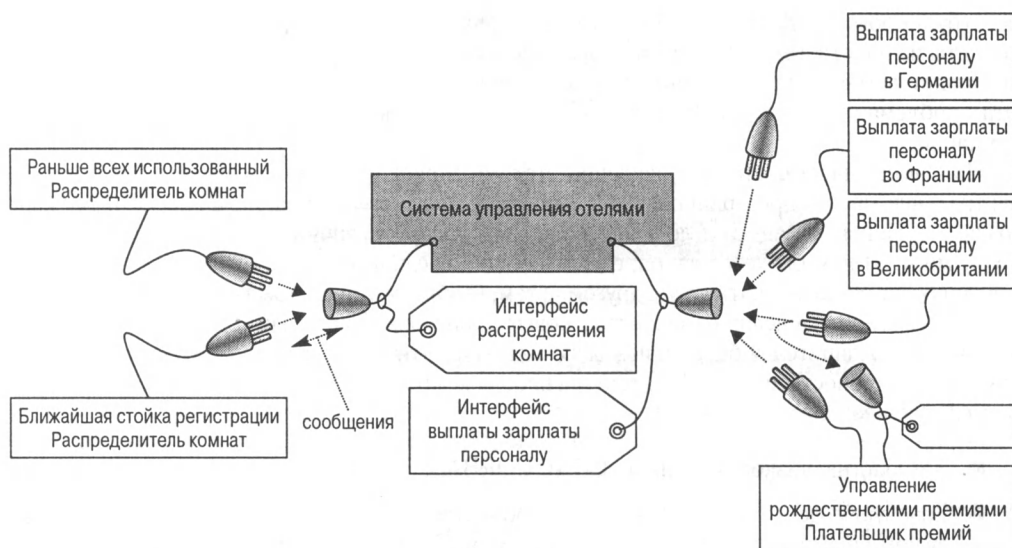 Выплата зарплаты
персоналу
в Германии
Выплата зарплаты
персоналу
во Франции
Раньше всех использованный
Распределитель комнат
Система управления отелями
Выплата зарплаты
персоналу
в Великобритании
Интерфейс
распределения
комнат
Ближайшая стойка регистрации
Распределитель комнат
сообщения
Интерфейс
выплаты зарплаты
персоналу
Управление
рождественскими премиями
Плательщик премий